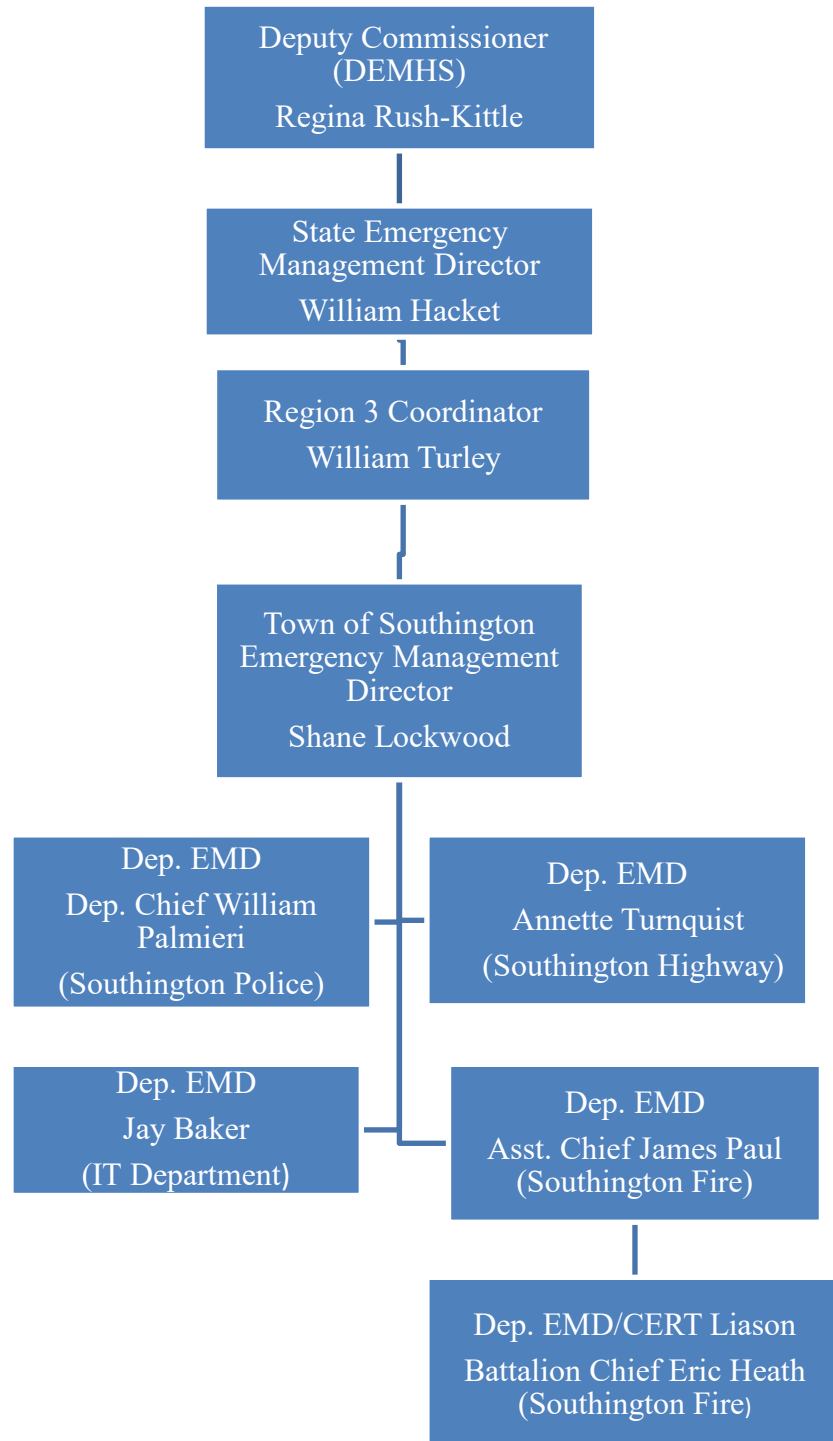 Deputy Commissioner
(DEMHS)
Regina Rush-Kittle
State Emergency
Management Director
William Hacket
Region 3 Coordinator
William Turley
Town of Southington
Emergency Management
Director
Shane Lockwood
Dep. EMD
Dep. Chief William
Palmieri
(Southington Police)
Dep. EMD
Annette Turnquist
(Southington Highway)
Dep. EMD
Jay Baker
(IT Department)
Dep. EMD
Asst. Chief James Paul
(Southington Fire)
Dep. EMD/CERT Liason
Battalion Chief Eric Heath
(Southington Fire)